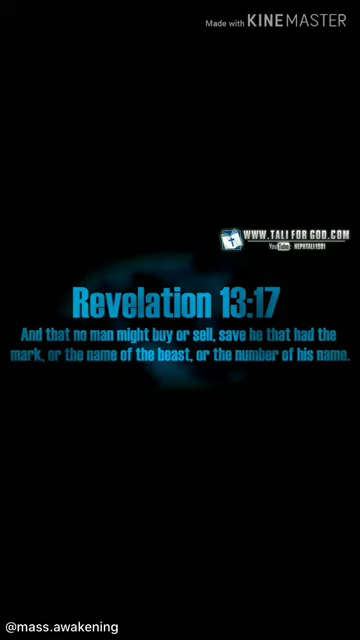 Made with KINEMASTER
WWW.TALI FOR GOD.COM
YouTube: NEPHTALI1981
Revelation 13:17
And that no man might buy or sell, save he that had the
mark, or the name of the beast, or the number of his name.
@mass.awakening